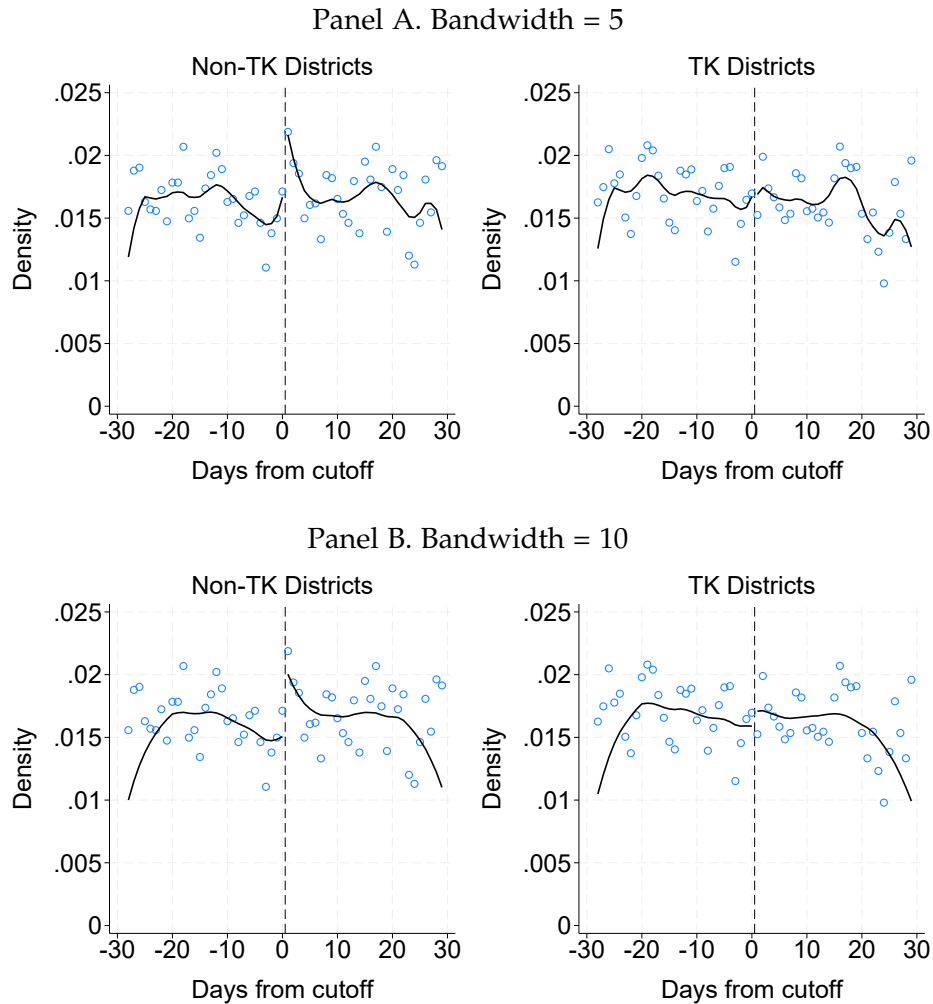 Panel A. Bandwidth = 5
Non-TK Districts
.025
.02
.015
.01
.005
0
Density
-30 -20 -10 0 10 20 30
Days from cutoff
TK Districts
.025
.02
.015
.01
.005
0
Density
-30 -20 -10 0 10 20 30
Days from cutoff
Panel B. Bandwidth = 10
Non-TK Districts
.025
.02
.015
.01
.005
0
Density
-30 -20 -10 0 10 20 30
Days from cutoff
TK Districts
.025
.02
.015
.01
.005
0
Density
-30 -20 -10 0 10 20 30
Days from cutoff